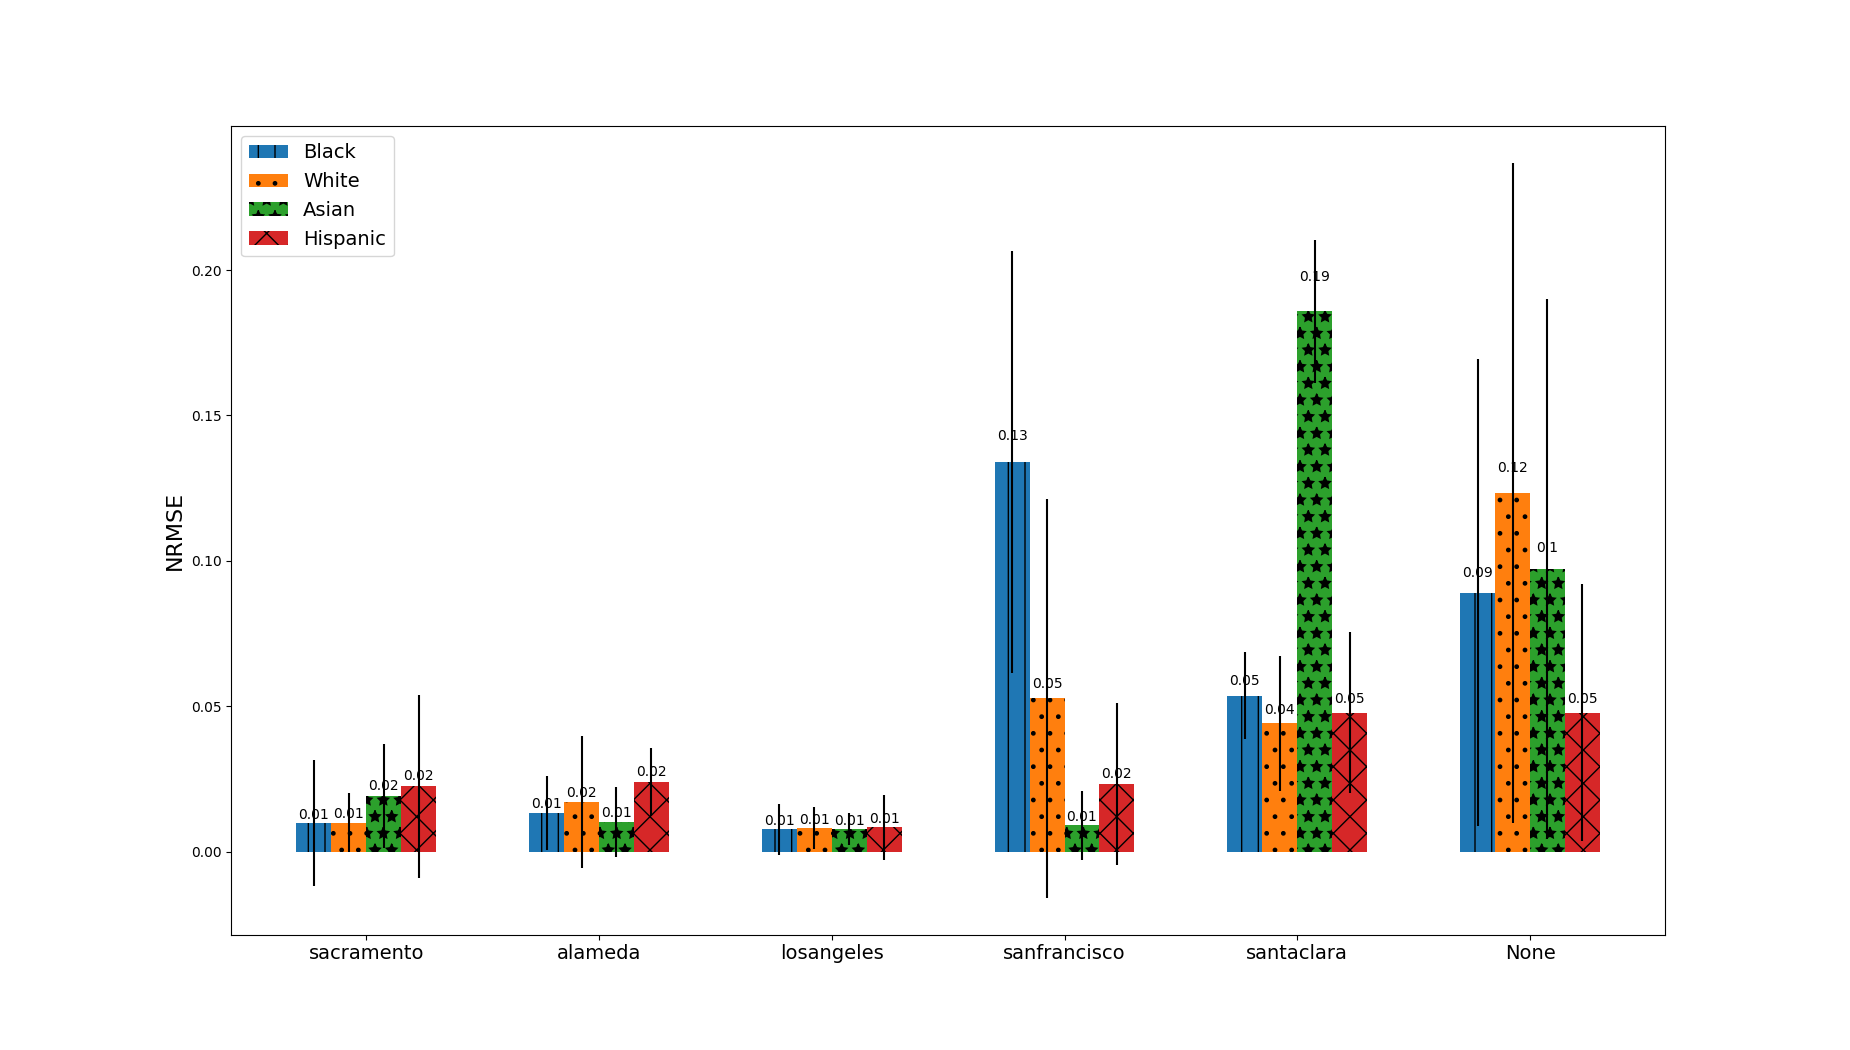 Black
White
Asian
Hispanic
NRMSE
0.20
0.15
0.10
0.05
0.00
0.01 0.01 0.02 0.02
0.01 0.02 0.01 0.02
0.01 0.01 0.01 0.01
0.13 0.05 0.01 0.02
0.05 0.04 0.19 0.05
0.09 0.12 0.1 0.05
sacramento alameda losangeles sanfrancisco santaclara None